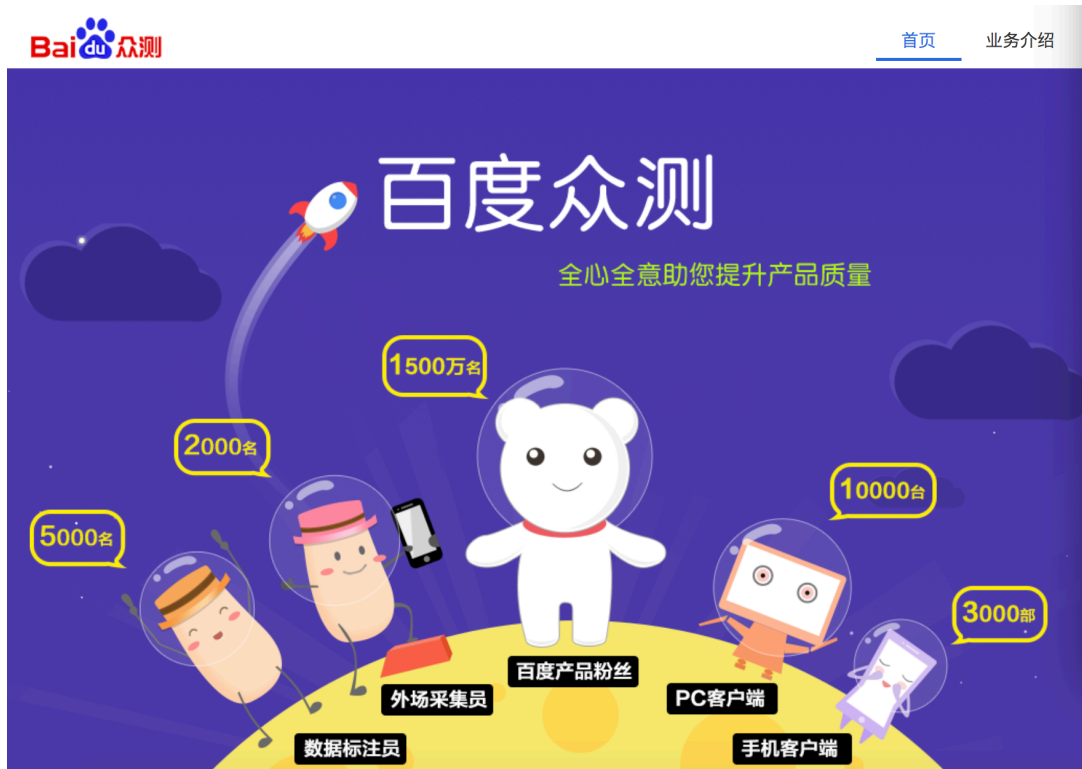 Baidu众测
首页
业务介绍
百度众测
全心全意助您提升产品质量
1500万名
2000名
10000台
5000名
3000部
百度产品粉丝
外场采集员
PC客户端
数据标注员
手机客户端